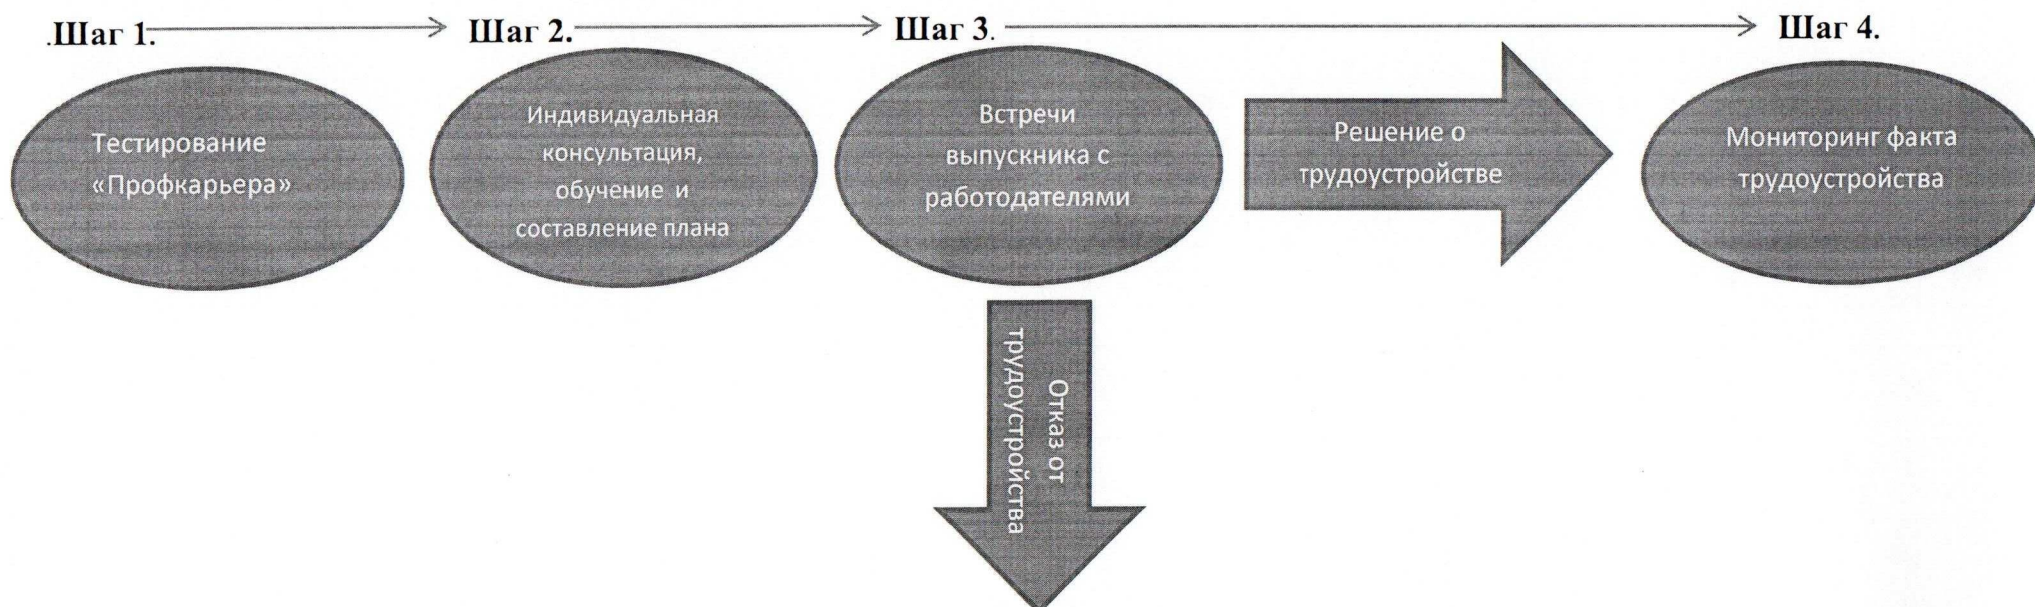 .Шаг 1.
Шаг 2.
Шаг 3.
Шаг 4.
Тестирование
«Профкарьера»
Индивидуальная
консультация,
обучение и
составление плана
Встречи
выпускника с
работодателями
Решение о
трудоустройстве
Мониторинг факта
трудоустройства
Отказ от
трудоустройства